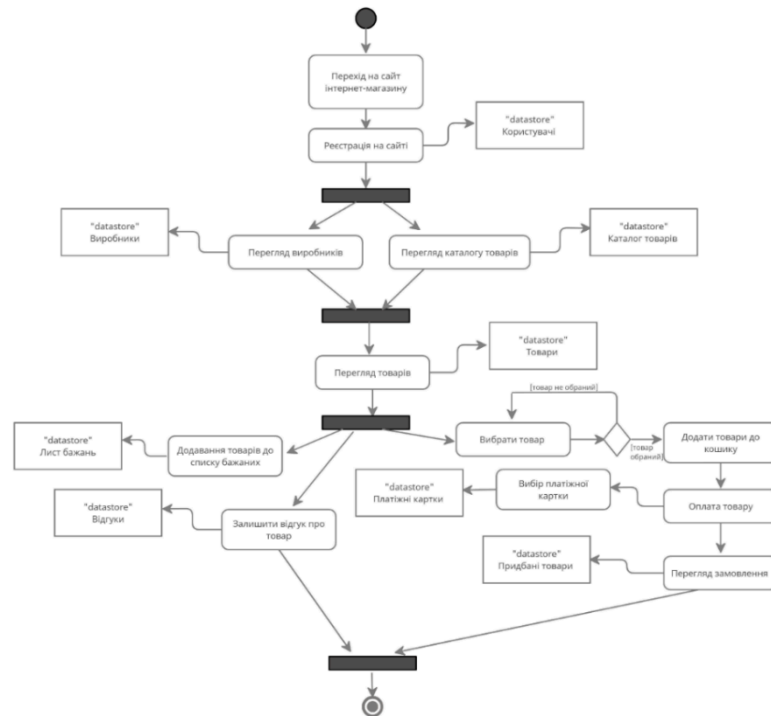 Перехід на сайт
інтернет-магазину
"datastore"
Користувачі
Реєстрація на сайті
"datastore"
Виробники
"datastore"
Каталог товарів
Перегляд виробників
Перегляд каталогу товарів
"datastore"
Товари
Перегляд товарів
[товар не обраний]
"datastore"
Лист бажань
Додавання товарів до
списку бажаних
Вибрати товар
[товар
обраний]
Додати товари до
кошику
"datastore"
Платіжні картки
Вибір платіжної
картки
"datastore"
Відгуки
Залишити відгук про
товар
Оплата товару
"datastore"
Придбані товари
Перегляд замовлення